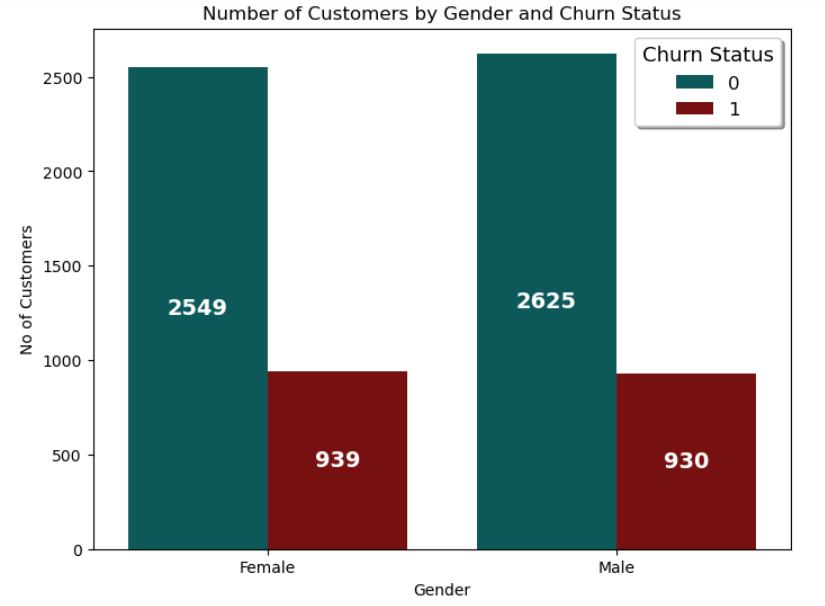 Number of Customers by Gender and Churn Status
Churn Status
0
1
No of Customers
2500
2000
1500
1000
500
0
2549
939
2625
930
Female
Male
Gender